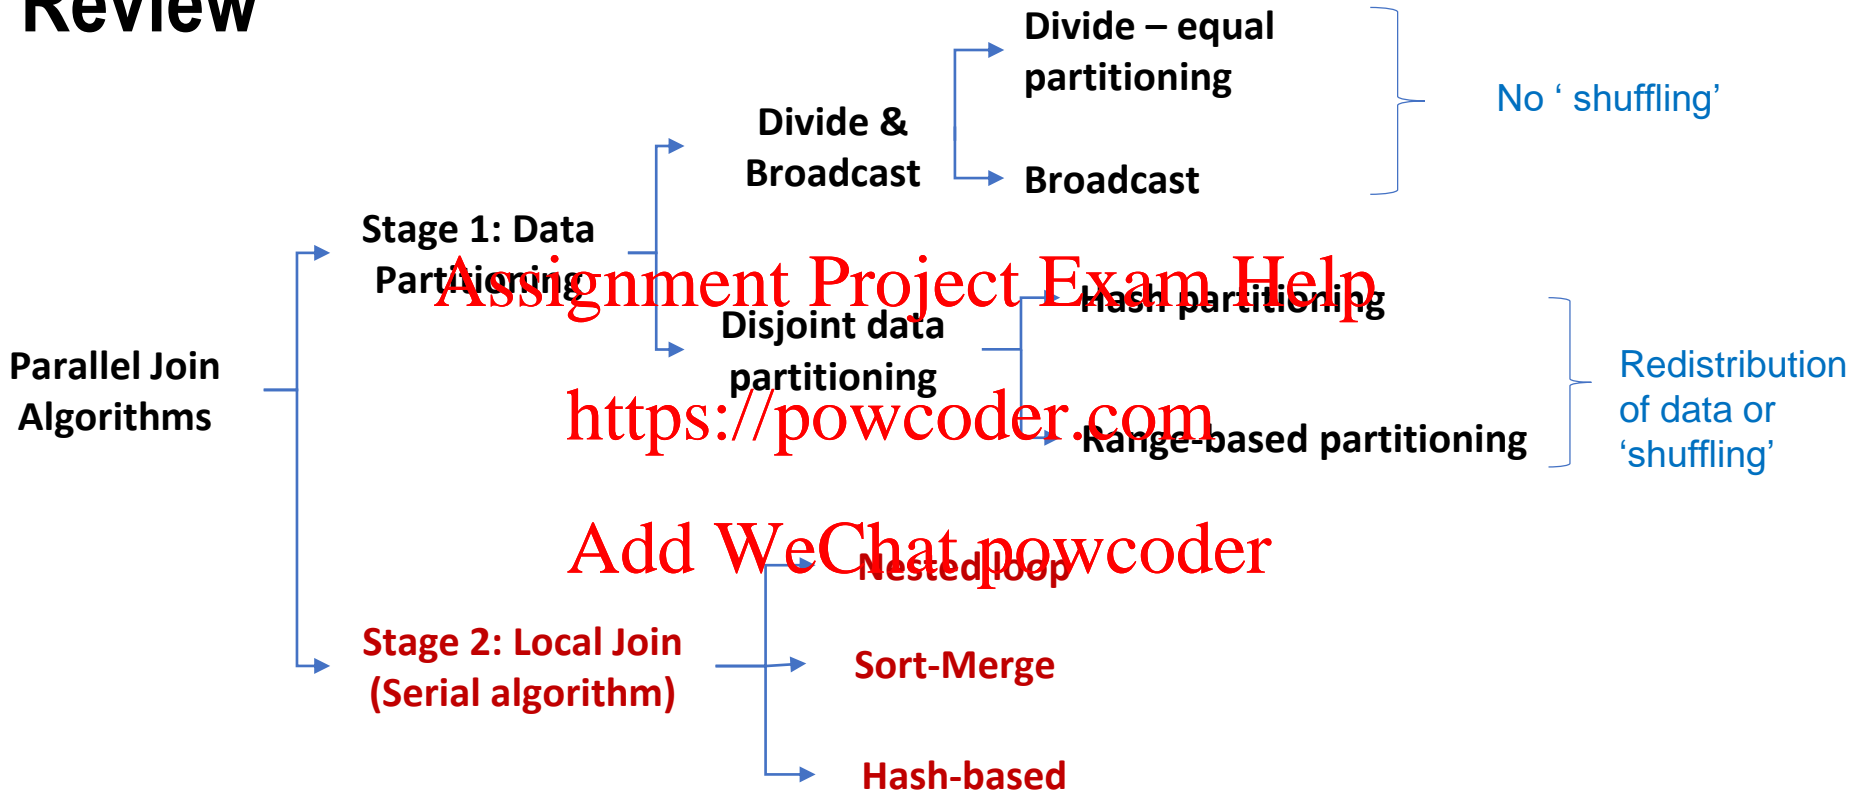 Review
Divide – equal
partitioning
No ‘ shuffling’
Divide &
Broadcast
Broadcast
Stage 1: Data
Partitioning
Assignment Project Exam Help
Hash partitioning
Disjoint data
partitioning
Parallel Join
Algorithms
Redistribution
of data or
‘shuffling’
https://powcoder.com
Range-based partitioning
Add WeChat powcoder
Nested loop
Stage 2: Local Join
(Serial algorithm)
Sort-Merge
Hash-based